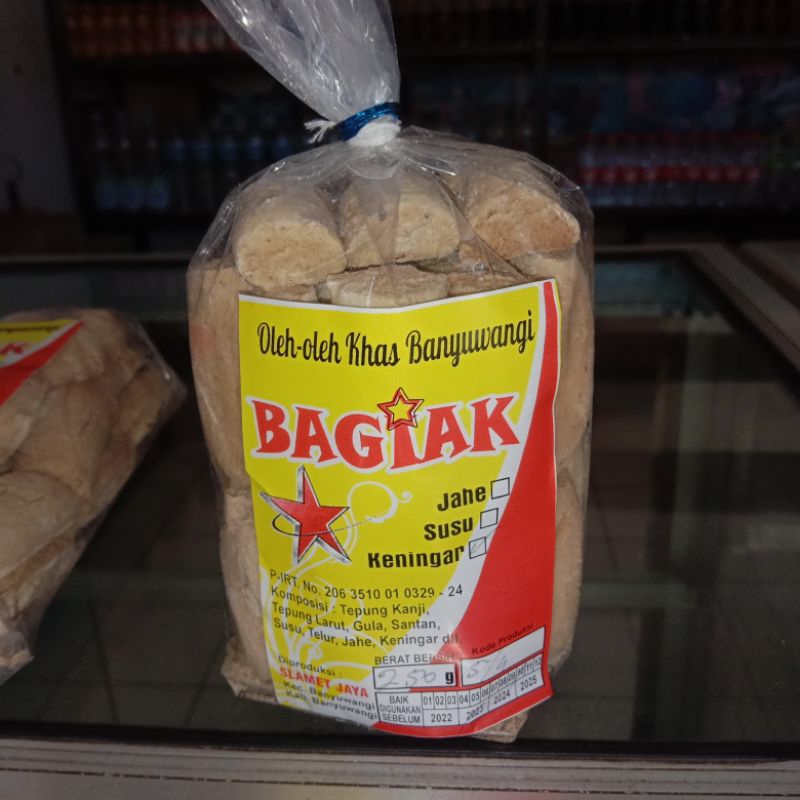 Oleh-oleh Khas Banyuwangi
BAGIAK
Jahe
Susu
Keningar
P-IRT. No. 206 3510 01 0329 - 24
Komposisi : Tepung Kanji,
Tepung Larut, Gula, Santan,
Susu, Telur, Jahe, Keningar dll.
Diproduksi :
SLAMET JAYA
Kec. Banyuwangi
Kab. Banyuwangi
BERAT BERSIH
250 g
Kode Produksi :
BAIK
DIGUNAKAN
SEBELUM
01 02 03 04 05 06 07 08 09 10 11 12
2022 2023 2024 2025